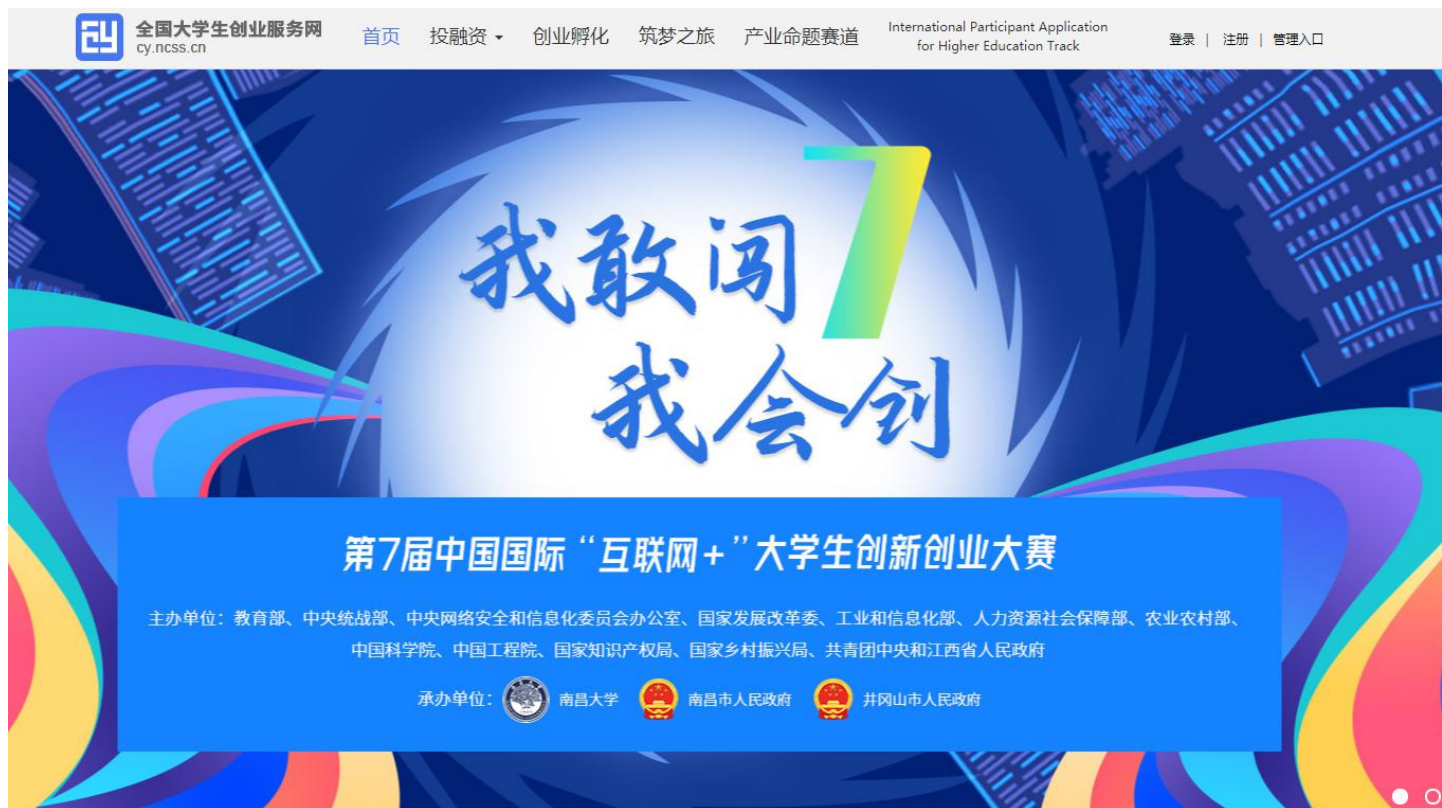 全国大学生创业服务网
cy.ncss.cn
首页 投融资 创业孵化 筑梦之旅 产业命题赛道
International Participant Application
for Higher Education Track
登录 | 注册 | 管理入口
7
我敢闯
我会创
第7届中国国际“互联网+”大学生创新创业大赛
主办单位：教育部、中央统战部、中央网络安全和信息化委员会办公室、国家发展改革委、工业和信息化部、人力资源社会保障部、农业农村部、
中国科学院、中国工程院、国家知识产权局、国家乡村振兴局、共青团中央和江西省人民政府
承办单位： 南昌大学 南昌市人民政府 井冈山市人民政府